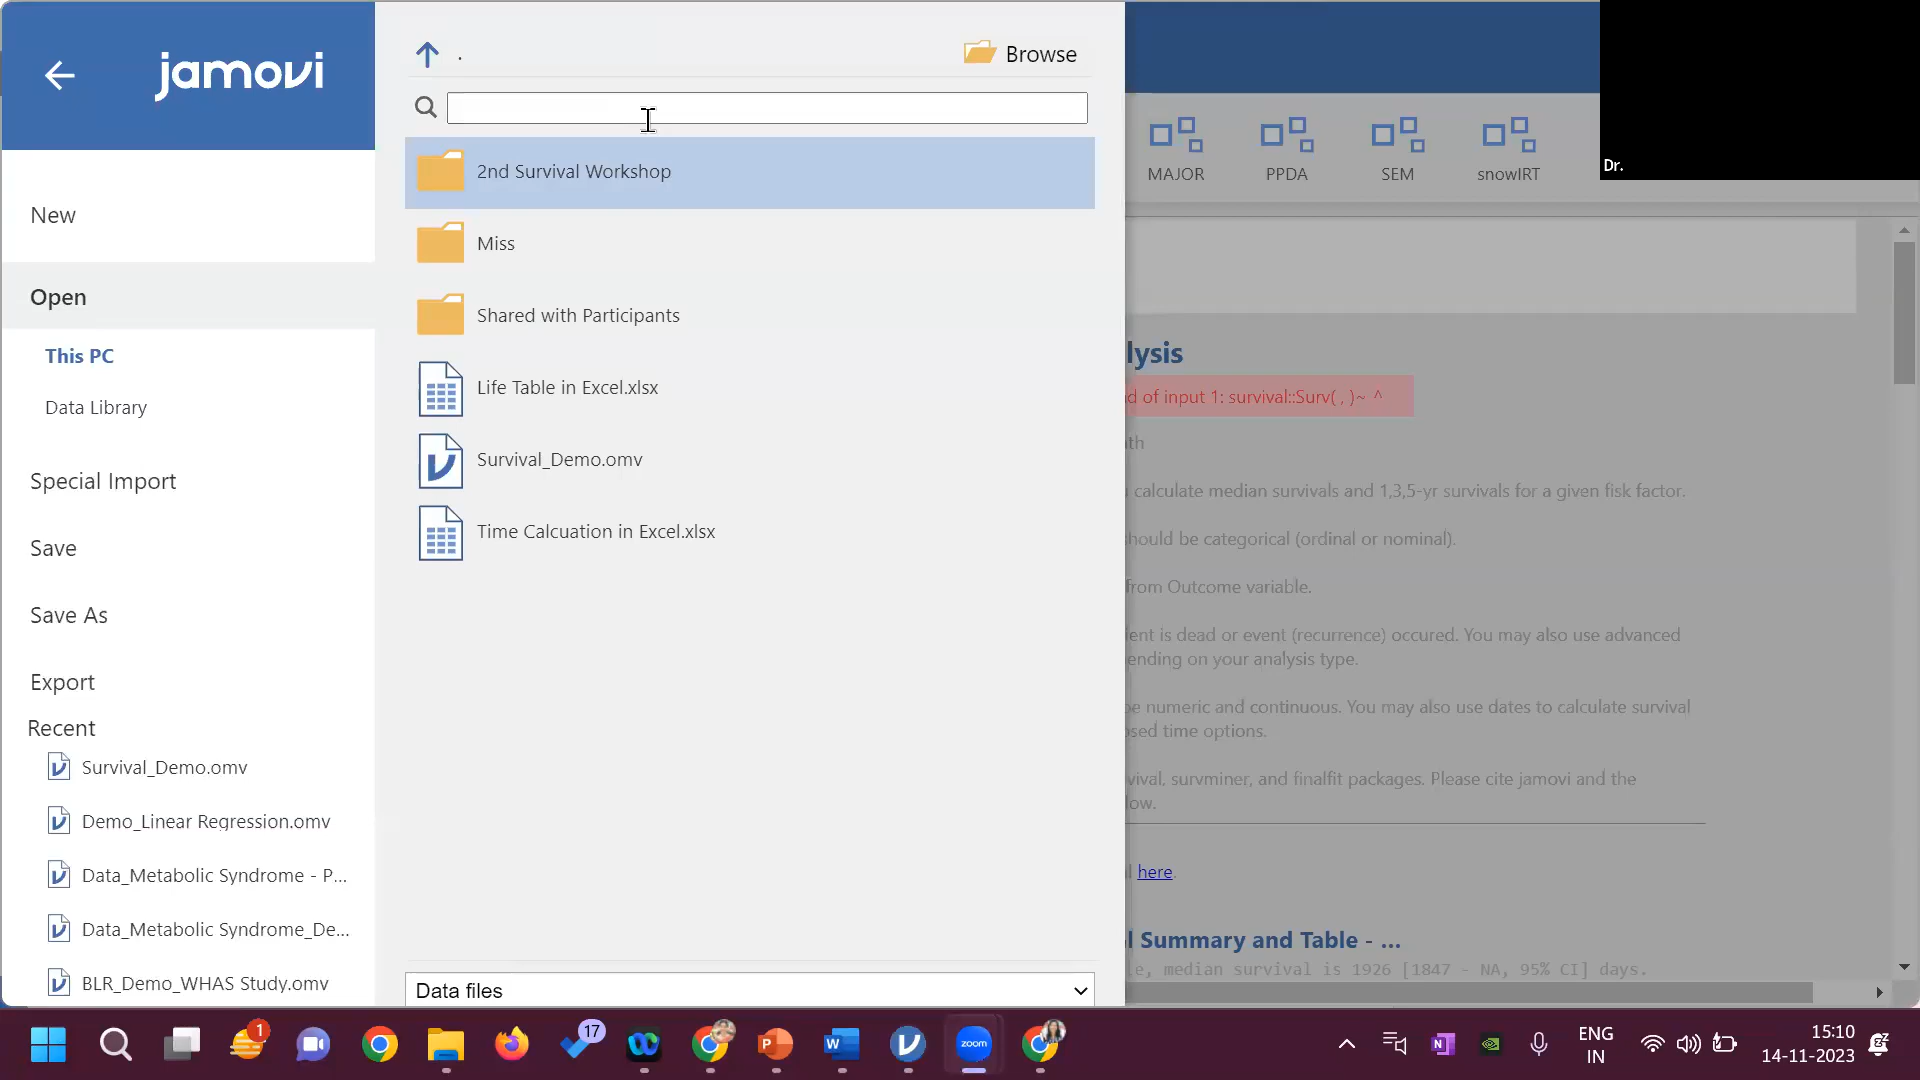 jamovi
.
Browse
New
Open
This PC
Data Library
Special Import
Save
Save As
Export
Recent
Survival_Demo.omv
Demo_Linear Regression.omv
Data_Metabolic Syndrome - P...
Data_Metabolic Syndrome_De...
BLR_Demo_WHAS Study.omv
2nd Survival Workshop
Miss
Shared with Participants
Life Table in Excel.xlsx
Survival_Demo.omv
Time Calcuation in Excel.xlsx
Data files
MAJOR
PPDA
SEM
snowIRT
Dr.
lysis
d of input 1: survival::Surv( , )~ ^
th
calculate median survivals and 1,3,5-yr survivals for a given fisk factor.
hould be categorical (ordinal or nominal).
from Outcome variable.
ient is dead or event (recurrence) occured. You may also use advanced
ending on your analysis type.
e numeric and continuous. You may also use dates to calculate survival
sed time options.
vival, survminer, and finalfit packages. Please cite jamovi and the
low.
here.
l Summary and Table - ...
le, median survival is 1926 [1847 - NA, 95% CI] days.
1
17
zoom
ENG
IN
15:10
14-11-2023